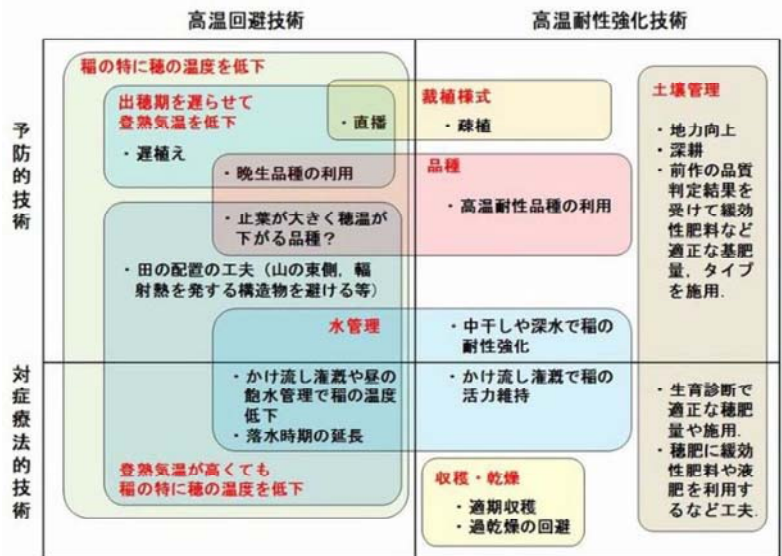 高温回避技術
高温耐性強化技術
予防的技術
対症療法的技術
稲の特に穂の温度を低下
出穂期を遅らせて
登熟気温を低下
・遅植え
・直播
栽植様式
・疎植
・晩生品種の利用
品種
・高温耐性品種の利用
・止葉が大きく穂温が
下がる品種？
・田の配置の工夫（山の東側，輻
射熱を発する構造物を避ける等）
水管理
・中干しや深水で稲の
耐性強化
・かけ流し灌漑や昼の
飽水管理で稲の温度
低下
・落水時期の延長
・かけ流し灌漑で稲の
活力維持
登熟気温が高くても
稲の特に穂の温度を低下
収穫・乾燥
・適期収穫
・過乾燥の回避
土壌管理
・地力向上
・深耕
・前作の品質
判定結果を
受けて緩効
性肥料など
適正な基肥
量，タイプ
を施用．
・生育診断で
適正な穂肥
量や施用．
・穂肥に緩効
性肥料や液
肥を利用す
るなど工夫．